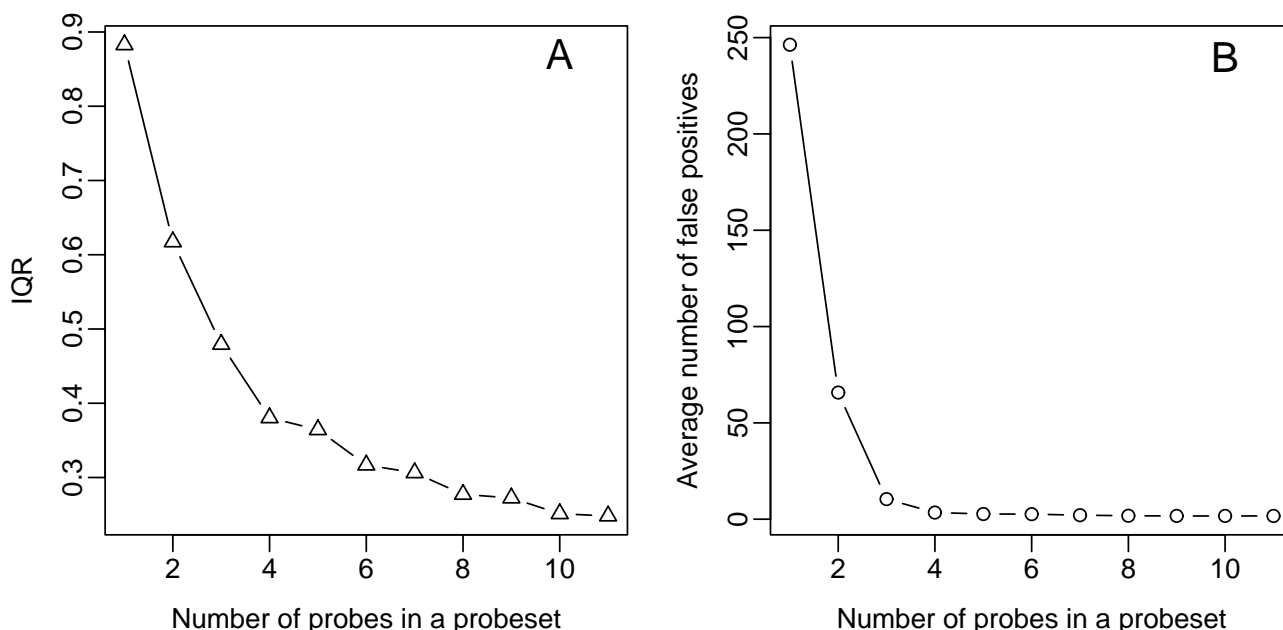 A
IQR
0.9
0.8
0.7
0.6
0.5
0.4
0.3
2 4 6 8 10
Number of probes in a probeset
B
Average number of false positives
250
200
150
100
50
0
2 4 6 8 10
Number of probes in a probeset